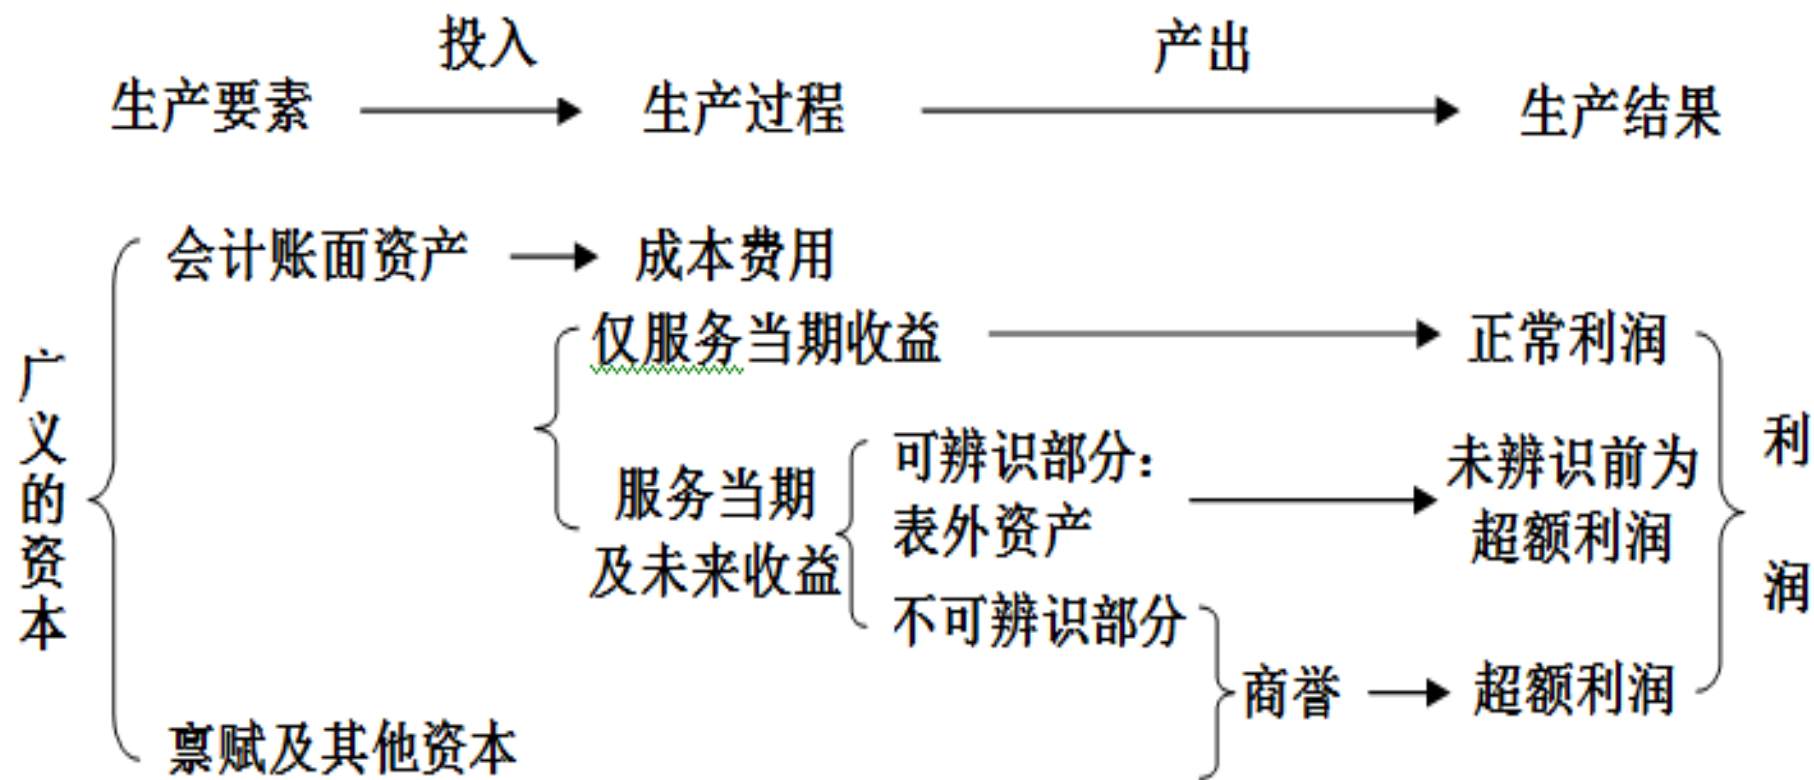 投入
产出
生产要素
生产过程
生产结果
会计账面资产
成本费用
仅服务当期收益
正常利润
广义的资本
服务当期
及未来收益
可辨识部分：
表外资产
未辨识前为
超额利润
利润
不可辨识部分
商誉
超额利润
禀赋及其他资本